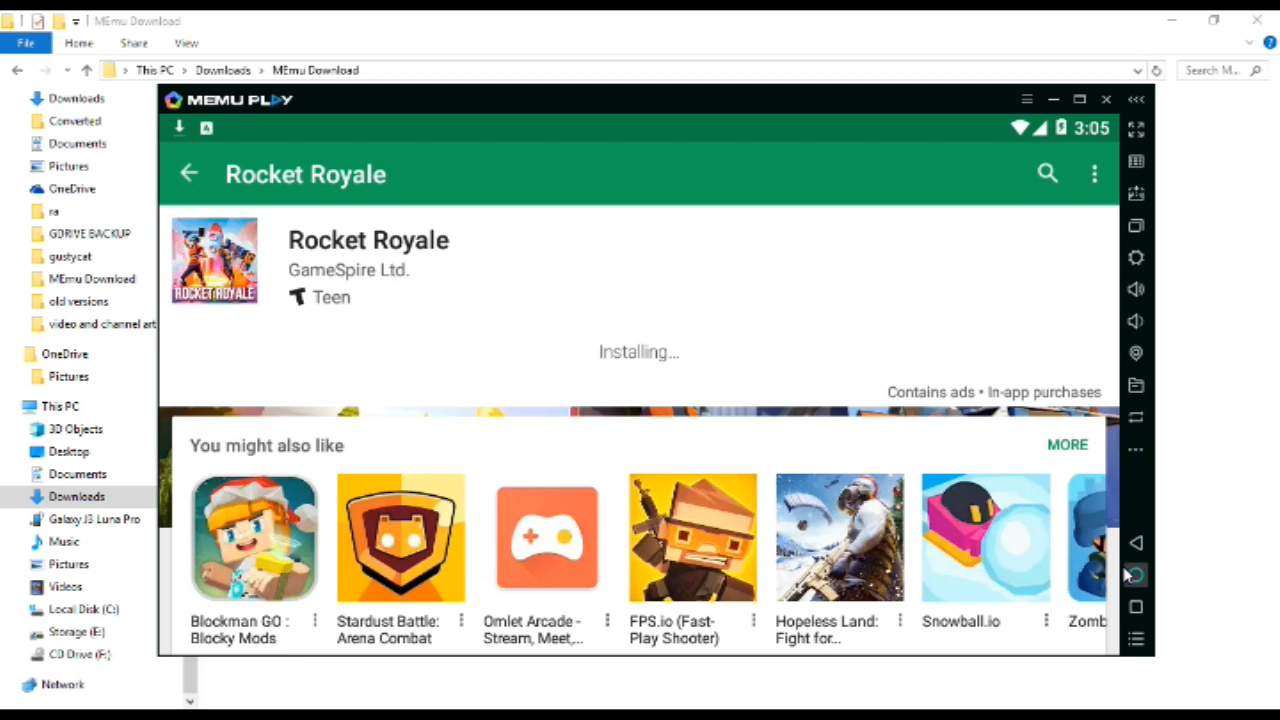 MEmu Download
File Home Share View
This PC > Downloads > MEmu Download
Search M...
Downloads
Converted
Documents
Pictures
OneDrive
ra
GDRIVE BACKUP
gustycat
MEmu Download
old versions
video and channel art
OneDrive
Pictures
This PC
3D Objects
Desktop
Documents
Downloads
Galaxy J3 Luna Pro
Music
Pictures
Videos
Local Disk (C:)
Storage (E:)
CD Drive (F:)
Network
MEMU PLAY
A
3:05
Rocket Royale
ROCKET ROYALE
Rocket Royale
GameSpire Ltd.
T Teen
Installing...
Contains ads • In-app purchases
You might also like
MORE
Blockman GO :
Blocky Mods
Stardust Battle:
Arena Combat
Omlet Arcade -
Stream, Meet,...
FPS.io (Fast-
Play Shooter)
Hopeless Land:
Fight for...
Snowball.io
Zomb